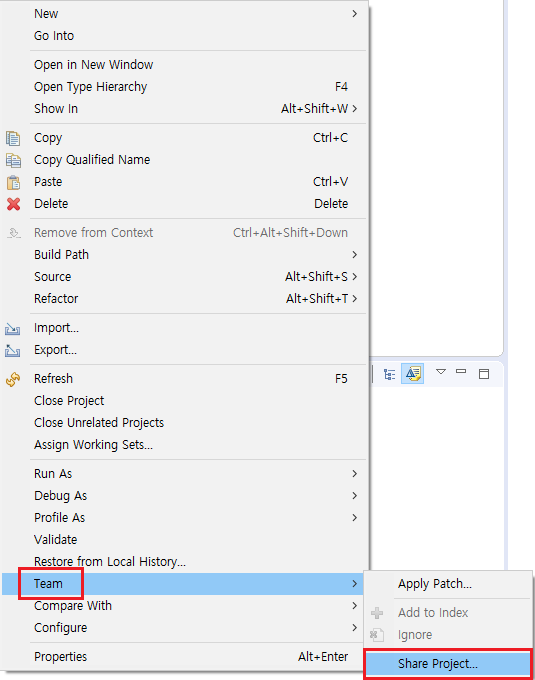 New
Go Into
Open in New Window
Open Type Hierarchy F4
Show In Alt+Shift+W
Copy Ctrl+C
Copy Qualified Name
Paste Ctrl+V
Delete Delete
Remove from Context Ctrl+Alt+Shift+Down
Build Path
Source Alt+Shift+S
Refactor Alt+Shift+T
Import...
Export...
Refresh F5
Close Project
Close Unrelated Projects
Assign Working Sets...
Run As
Debug As
Profile As
Validate
Restore from Local History...
Team
Compare With
Configure
Properties Alt+Enter
Apply Patch...
Add to Index
Ignore
Share Project...